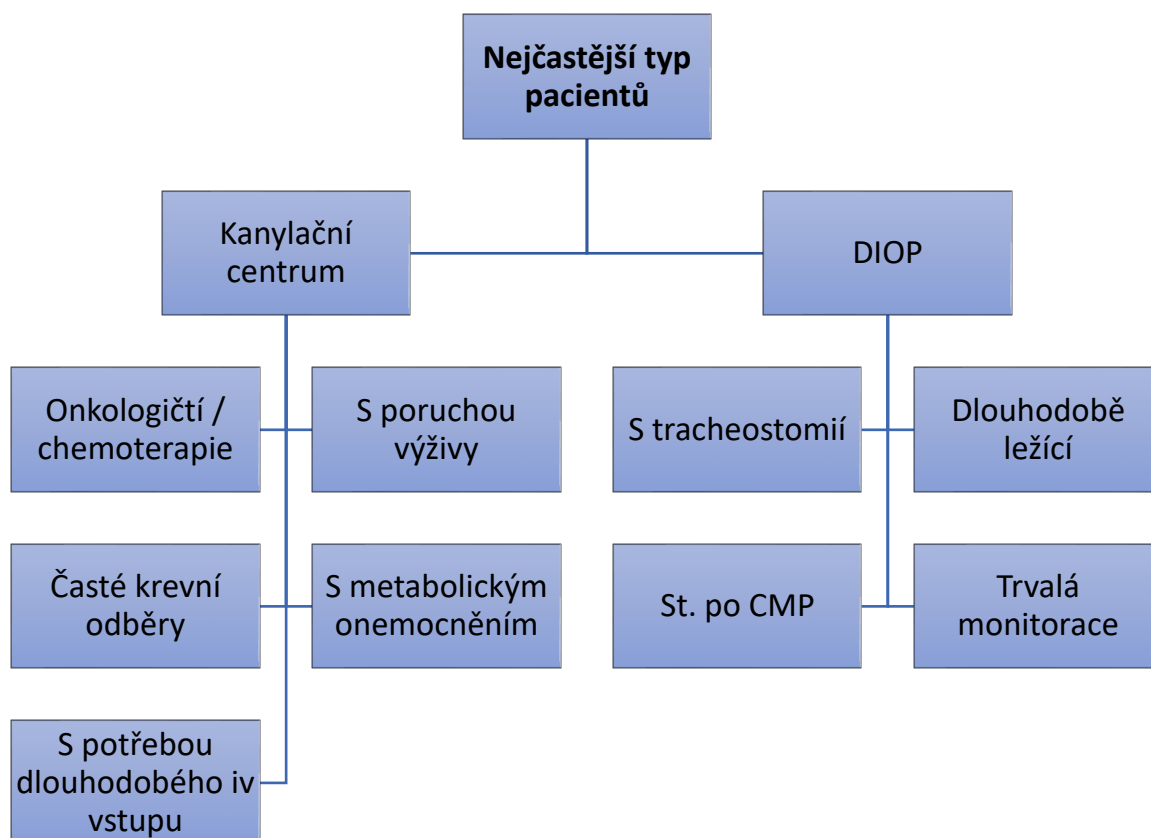 Nejčastější typ
pacientů
Kanylační
centrum
DIOP
Onkologičtí /
chemoterapie
S poruchou
výživy
S tracheostomií
Dlouhodobě
ležící
Časté krevní
odběry
S metabolickým
onemocněním
St. po CMP
Trvalá
monitorace
S potřebou
dlouhodobého iv
vstupu